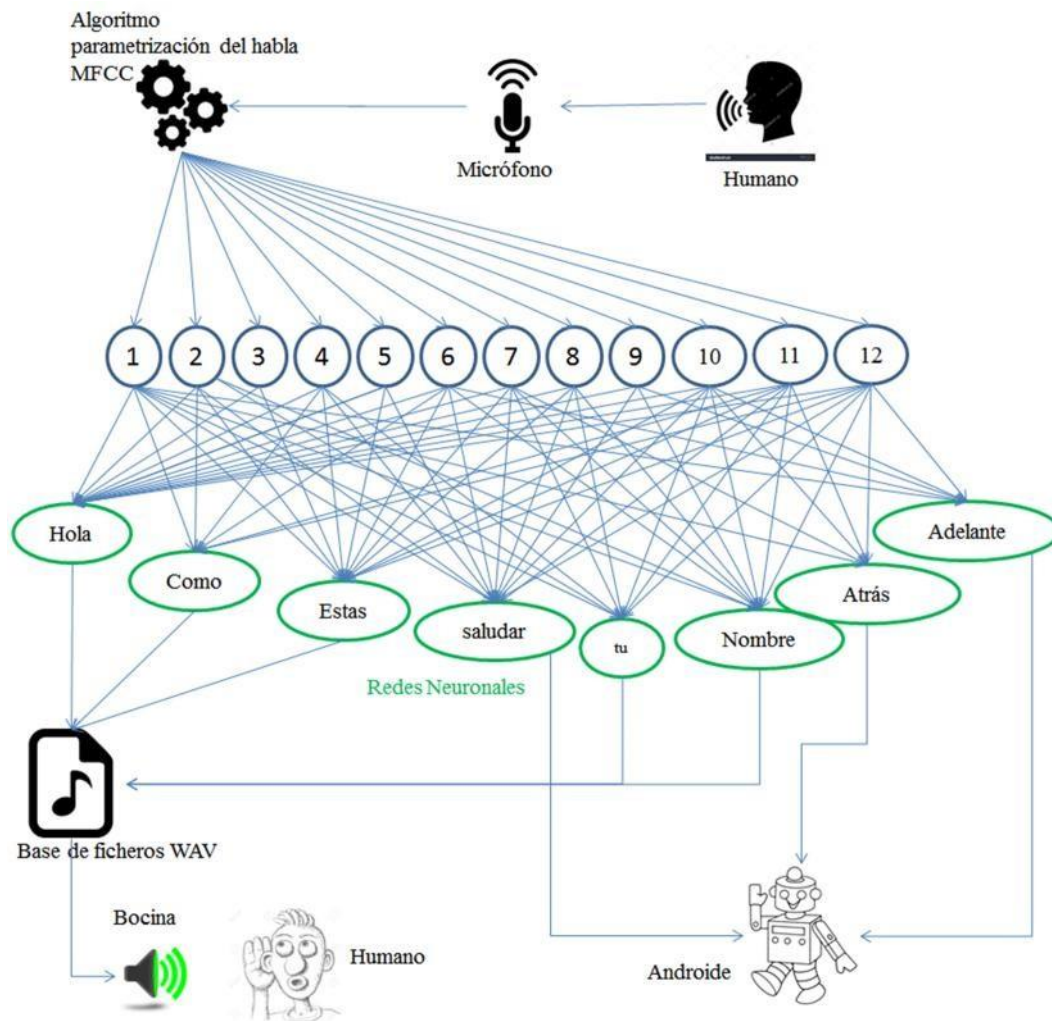 Algoritmo
parametrización del habla
MFCC
Micrófono
Humano
1 2 3 4 5 6 7 8 9 10 11 12
Hola
Adelante
Como
Estas
Atrás
saludar
tu
Nombre
Redes Neuronales
Base de ficheros WAV
Bocina
Humano
Androide